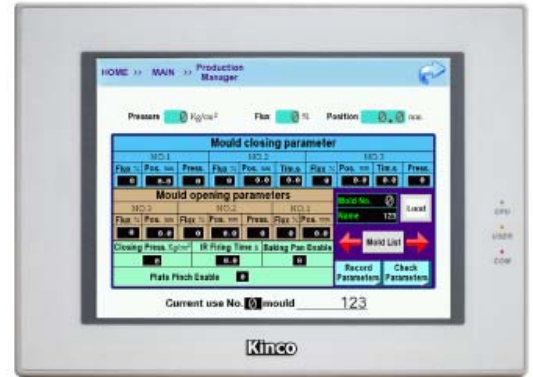 HOME >> MAIN >> Production Manager
Pressure 0 Kg/cm² Flux 0 % Position 0.0 mm
Mould closing parameter
NO.1 NO.2 NO.3
Flux % Pos. mm Press. Flux % Pos. mm Tim.s Flux % Pos. mm Tim.s Press.
0 0.0 0 0 0.0 0.0 0 0.0 0.0 0
Mould opening parameters
NO.3 NO.2 NO.1
Flux % Pos. mm Flux % Pos. mm Press. Flux % Pos. mm
0 0.0 0 0.0 0 0 0.0
Closing Press. Kg/cm² IR Firing Time s Baking Pan Enable
0 0.0 0
Plate Pinch Enable 0
Mold No. 0
Name 123
Load
Mold List
Record Parameters
Check Parameters
Current use No. 0 mould 123
CPU
USER
COM
Kinco